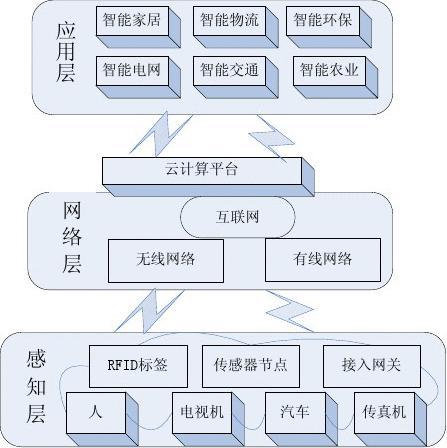 应用层
智能家居
智能物流
智能环保
智能电网
智能交通
智能农业
云计算平台
网络层
互联网
无线网络
有线网络
感知层
RFID标签
传感器节点
接入网关
人
电视机
汽车
传真机